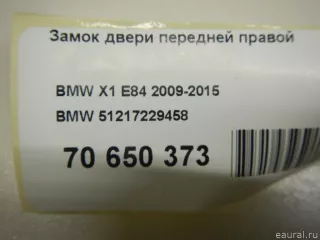 Замок двери передней правой
BMW X1 E84 2009-2015
BMW 51217229458
70 650 373
eaural.ru